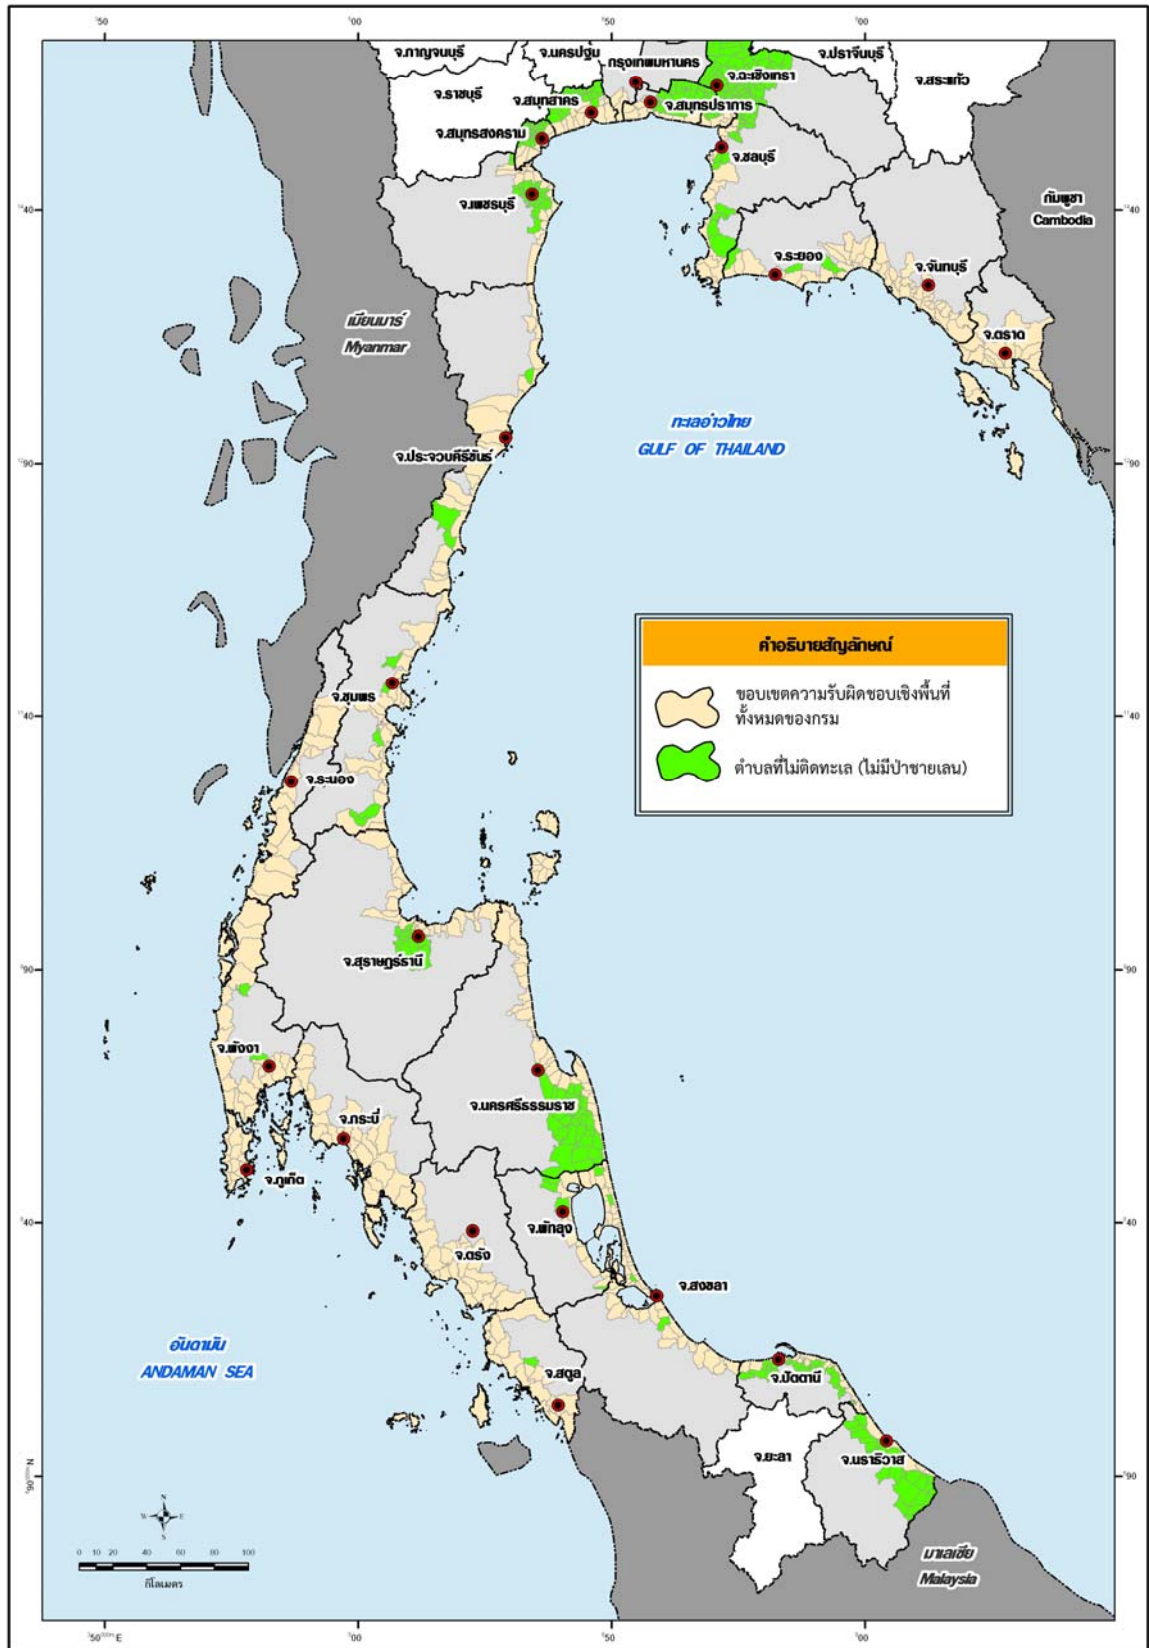 ⁵50
⁶00
⁶50
⁷00
จ.กาญจนบุรี
จ.นครปฐม
กรุงเทพมหานคร
จ.ปราจีนบุรี
จ.ฉะเชิงเทรา
จ.สระแก้ว
จ.ราชบุรี
จ.สมุทสาคร
จ.สมุทรปราการ
จ.สมุทรสงคราม
จ.ชลบุรี
จ.เพชรบุรี
กัมพูชา
Cambodia
จ.ระยอง
จ.จันทบุรี
จ.ตราด
เมียนมาร์
Myanmar
ทะเลอ่าวไทย
GULF OF THAILAND
จ.ประจวบคีรีขันธ์
คำอธิบายสัญลักษณ์
ขอบเขตความรับผิดชอบเชิงพื้นที่
ทั้งหมดของกรม
ตำบลที่ไม่ติดทะเล (ไม่มีป่าชายเลน)
จ.ชุมพร
จ.ระนอง
จ.สุราษฎร์ธานี
จ.พังงา
จ.นครศรีธรรมราช
จ.กระบี่
จ.ภูเก็ต
จ.พัทลุง
จ.ตรัง
จ.สงขลา
อันดามัน
ANDAMAN SEA
จ.สตูล
จ.ปัตตานี
จ.ยะลา
จ.นราธิวาส
มาเลเซีย
Malaysia
N
W E
S
0 10 20 40 60 80 100
กิโลเมตร
⁵50⁰⁰⁰ᵐ E
⁶00
⁶50
⁷00